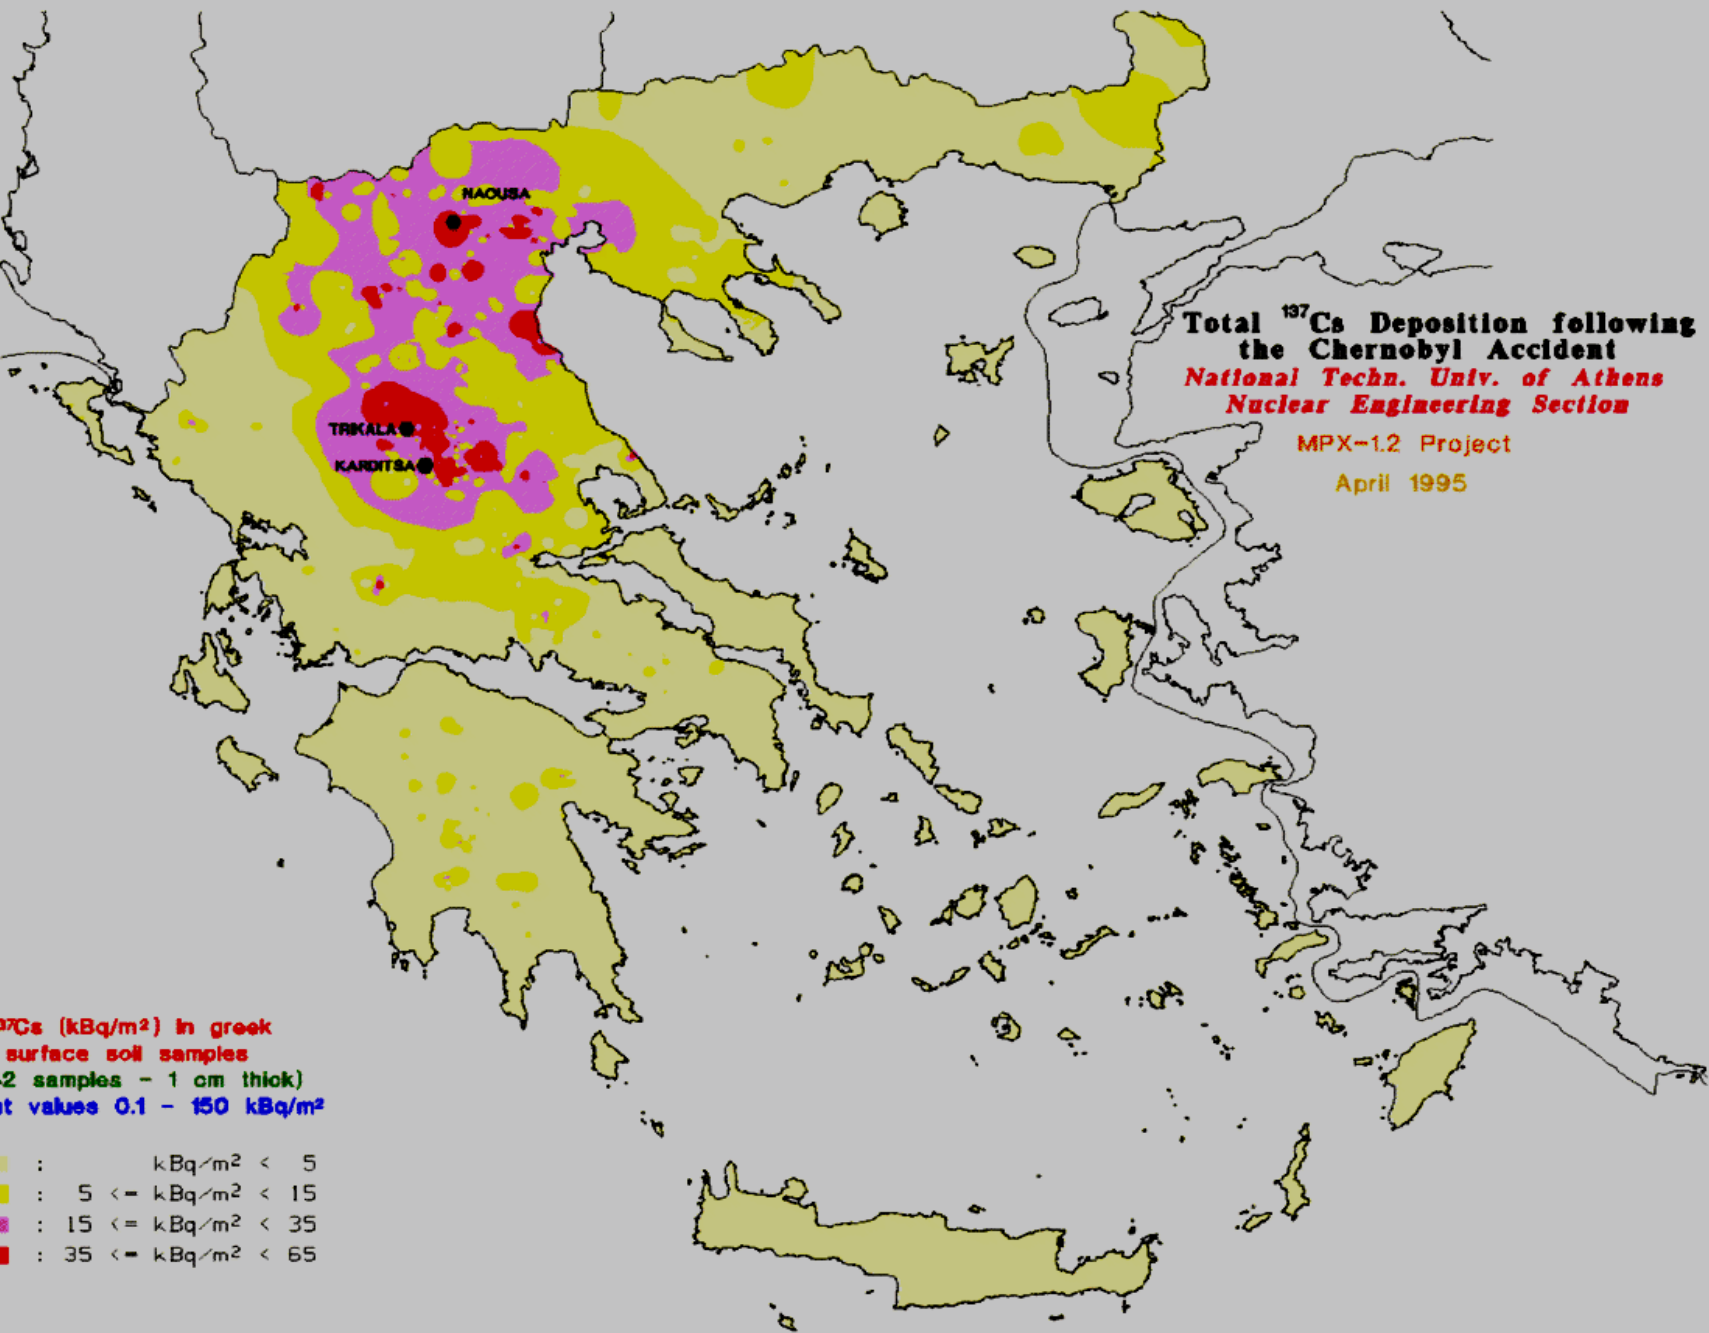 NAOUSA
Total ¹³⁷Cs Deposition following
the Chernobyl Accident
National Techn. Univ. of Athens
Nuclear Engineering Section
MPX-1.2 Project
April 1995
TRIKALA
KARDITSA
³⁷Cs (kBq/m²) in greek
surface soil samples
samples - 1 cm thick)
values 0.1 - 150 kBq/m²
: kBq/m² < 5
: 5 <= kBq/m² < 15
: 15 <= kBq/m² < 35
: 35 <= kBq/m² < 65